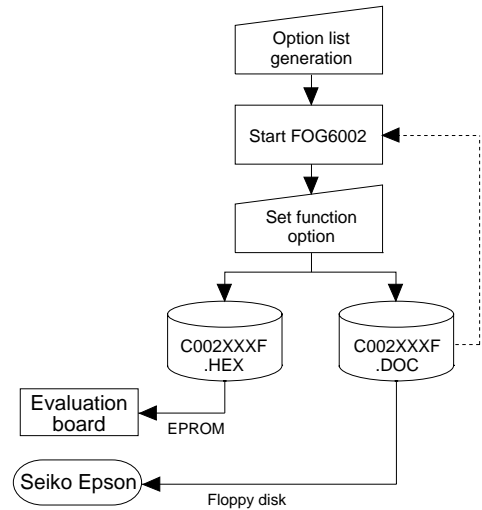 Option list
generation
Start FOG6002
Set function
option
C002XXXF
.HEX
C002XXXF
.DOC
Evaluation
board
EPROM
Seiko Epson
Floppy disk